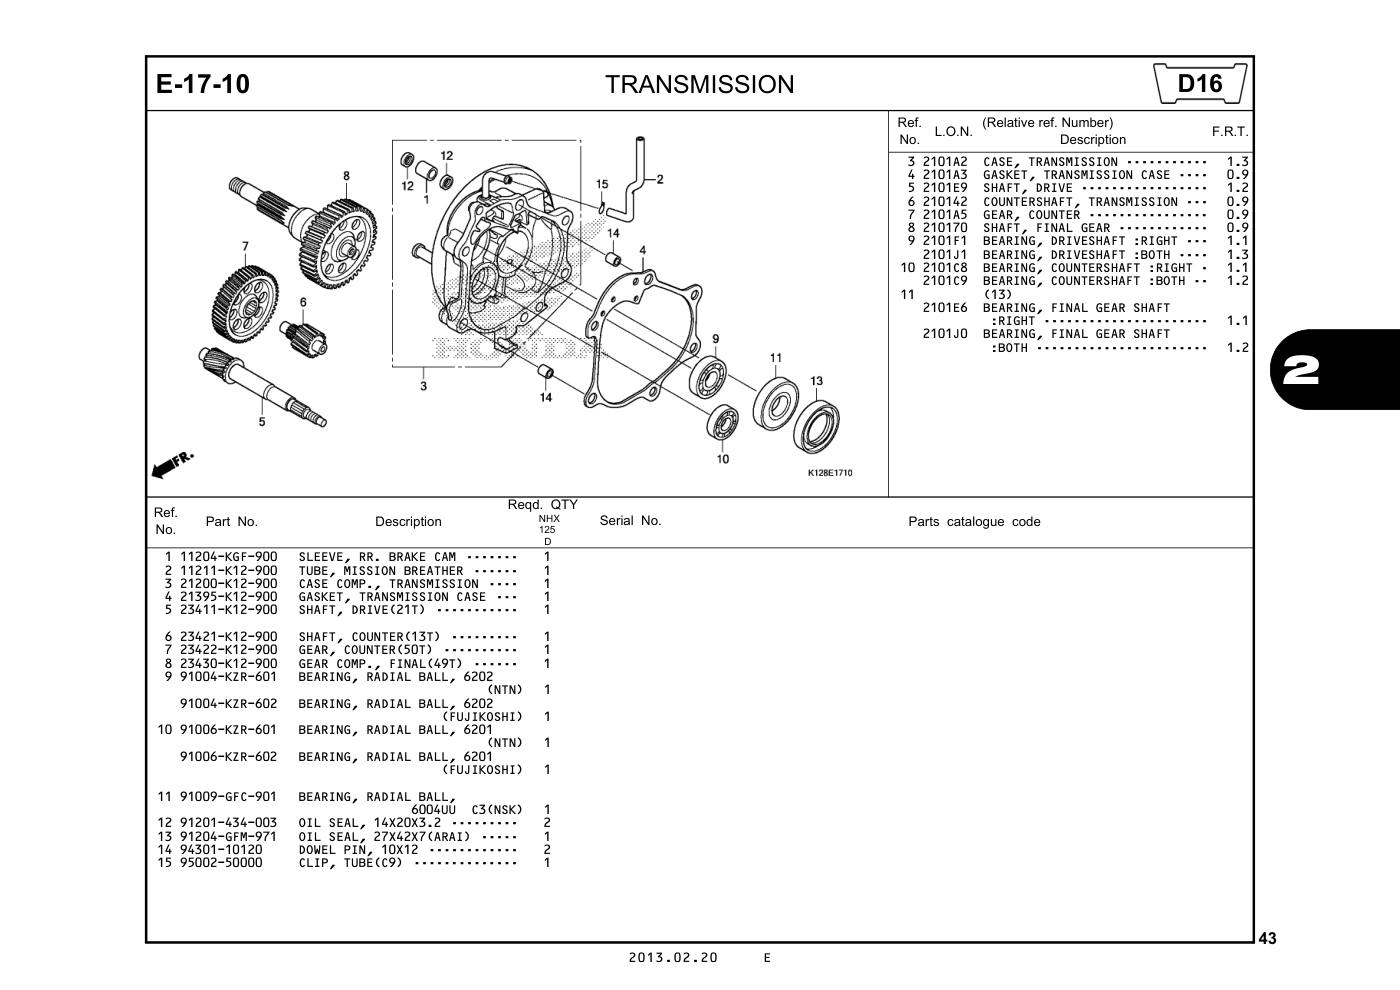 E-17-10
TRANSMISSION
D16
12
12
1
2
15
14
4
8
7
6
5
3
14
9
11
13
10
FR.
HONDA
K128E1710
Ref. No. L.O.N. (Relative ref. Number) Description F.R.T.
3 2101A2 CASE, TRANSMISSION ----------- 1.3
4 2101A3 GASKET, TRANSMISSION CASE ---- 0.9
5 2101E9 SHAFT, DRIVE ----------------- 1.2
6 210142 COUNTERSHAFT, TRANSMISSION --- 0.9
7 2101A5 GEAR, COUNTER ---------------- 0.9
8 210170 SHAFT, FINAL GEAR ------------ 0.9
9 2101F1 BEARING, DRIVESHAFT :RIGHT --- 1.1
2101J1 BEARING, DRIVESHAFT :BOTH ---- 1.3
10 2101C8 BEARING, COUNTERSHAFT :RIGHT - 1.1
2101C9 BEARING, COUNTERSHAFT :BOTH -- 1.2
11 (13)
2101E6 BEARING, FINAL GEAR SHAFT
:RIGHT ---------------------- 1.1
2101J0 BEARING, FINAL GEAR SHAFT
:BOTH ----------------------- 1.2
2
Ref. No. Part No. Description Reqd. QTY NHX 125 D Serial No. Parts catalogue code
1 11204-KGF-900 SLEEVE, RR. BRAKE CAM ------- 1
2 11211-K12-900 TUBE, MISSION BREATHER ------ 1
3 21200-K12-900 CASE COMP., TRANSMISSION ---- 1
4 21395-K12-900 GASKET, TRANSMISSION CASE --- 1
5 23411-K12-900 SHAFT, DRIVE(21T) ----------- 1
6 23421-K12-900 SHAFT, COUNTER(13T) --------- 1
7 23422-K12-900 GEAR, COUNTER(50T) ---------- 1
8 23430-K12-900 GEAR COMP., FINAL(49T) ------ 1
9 91004-KZR-601 BEARING, RADIAL BALL, 6202
(NTN) 1
91004-KZR-602 BEARING, RADIAL BALL, 6202
(FUJIKOSHI) 1
10 91006-KZR-601 BEARING, RADIAL BALL, 6201
(NTN) 1
91006-KZR-602 BEARING, RADIAL BALL, 6201
(FUJIKOSHI) 1
11 91009-GFC-901 BEARING, RADIAL BALL,
6004UU C3(NSK) 1
12 91201-434-003 OIL SEAL, 14X20X3.2 --------- 2
13 91204-GFM-971 OIL SEAL, 27X42X7(ARAI) ----- 1
14 94301-10120 DOWEL PIN, 10X12 ------------ 2
15 95002-50000 CLIP, TUBE(C9) -------------- 1
43
2013.02.20 E